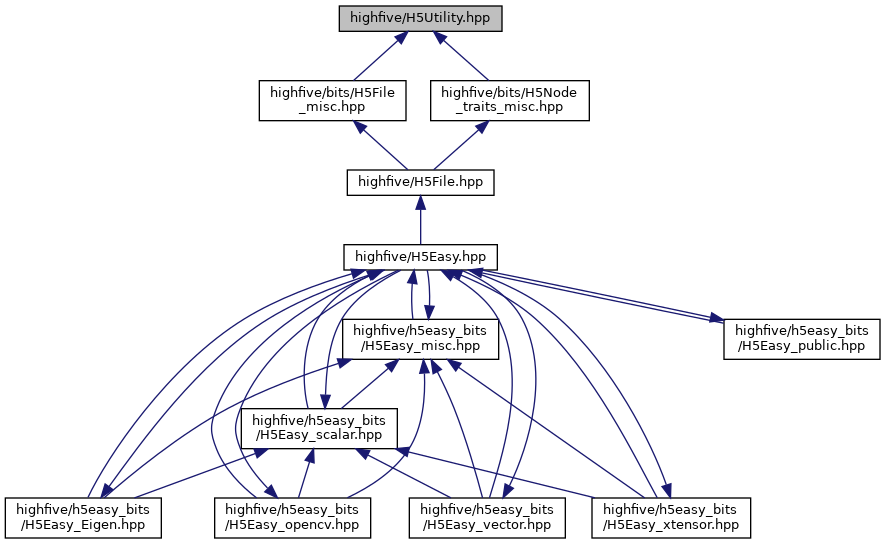 highfive/H5Utility.hpp
highfive/bits/H5File
_misc.hpp
highfive/bits/H5Node
_traits_misc.hpp
highfive/H5File.hpp
highfive/H5Easy.hpp
highfive/h5easy_bits
/H5Easy_misc.hpp
highfive/h5easy_bits
/H5Easy_public.hpp
highfive/h5easy_bits
/H5Easy_scalar.hpp
highfive/h5easy_bits
/H5Easy_Eigen.hpp
highfive/h5easy_bits
/H5Easy_opencv.hpp
highfive/h5easy_bits
/H5Easy_vector.hpp
highfive/h5easy_bits
/H5Easy_xtensor.hpp